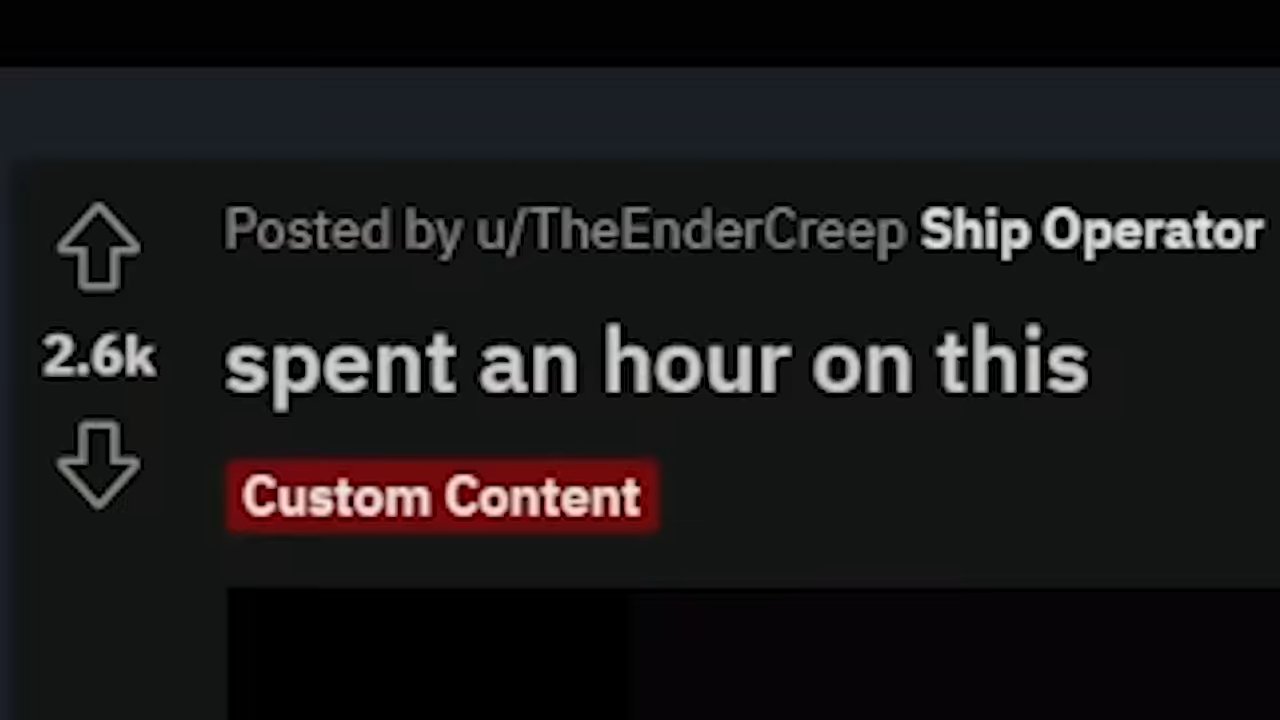 Posted by u/TheEnderCreep Ship Operator
2.6k
spent an hour on this
Custom Content